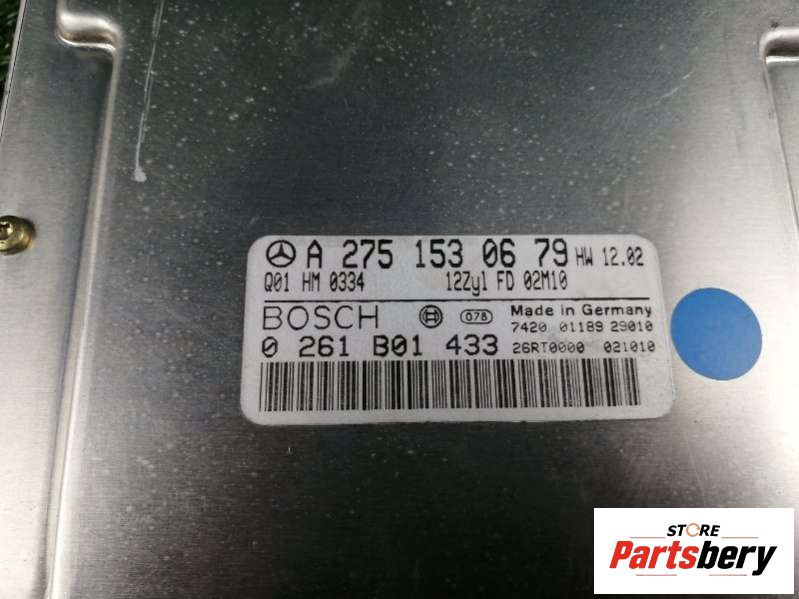 A 275 153 06 79 HW 12.02
Q01 HM 0334 12Zyl FD 02M10
BOSCH 078 Made in Germany
7420 01189 29010
0 261 B01 433 26RT0000 021010
STORE
Partsbery